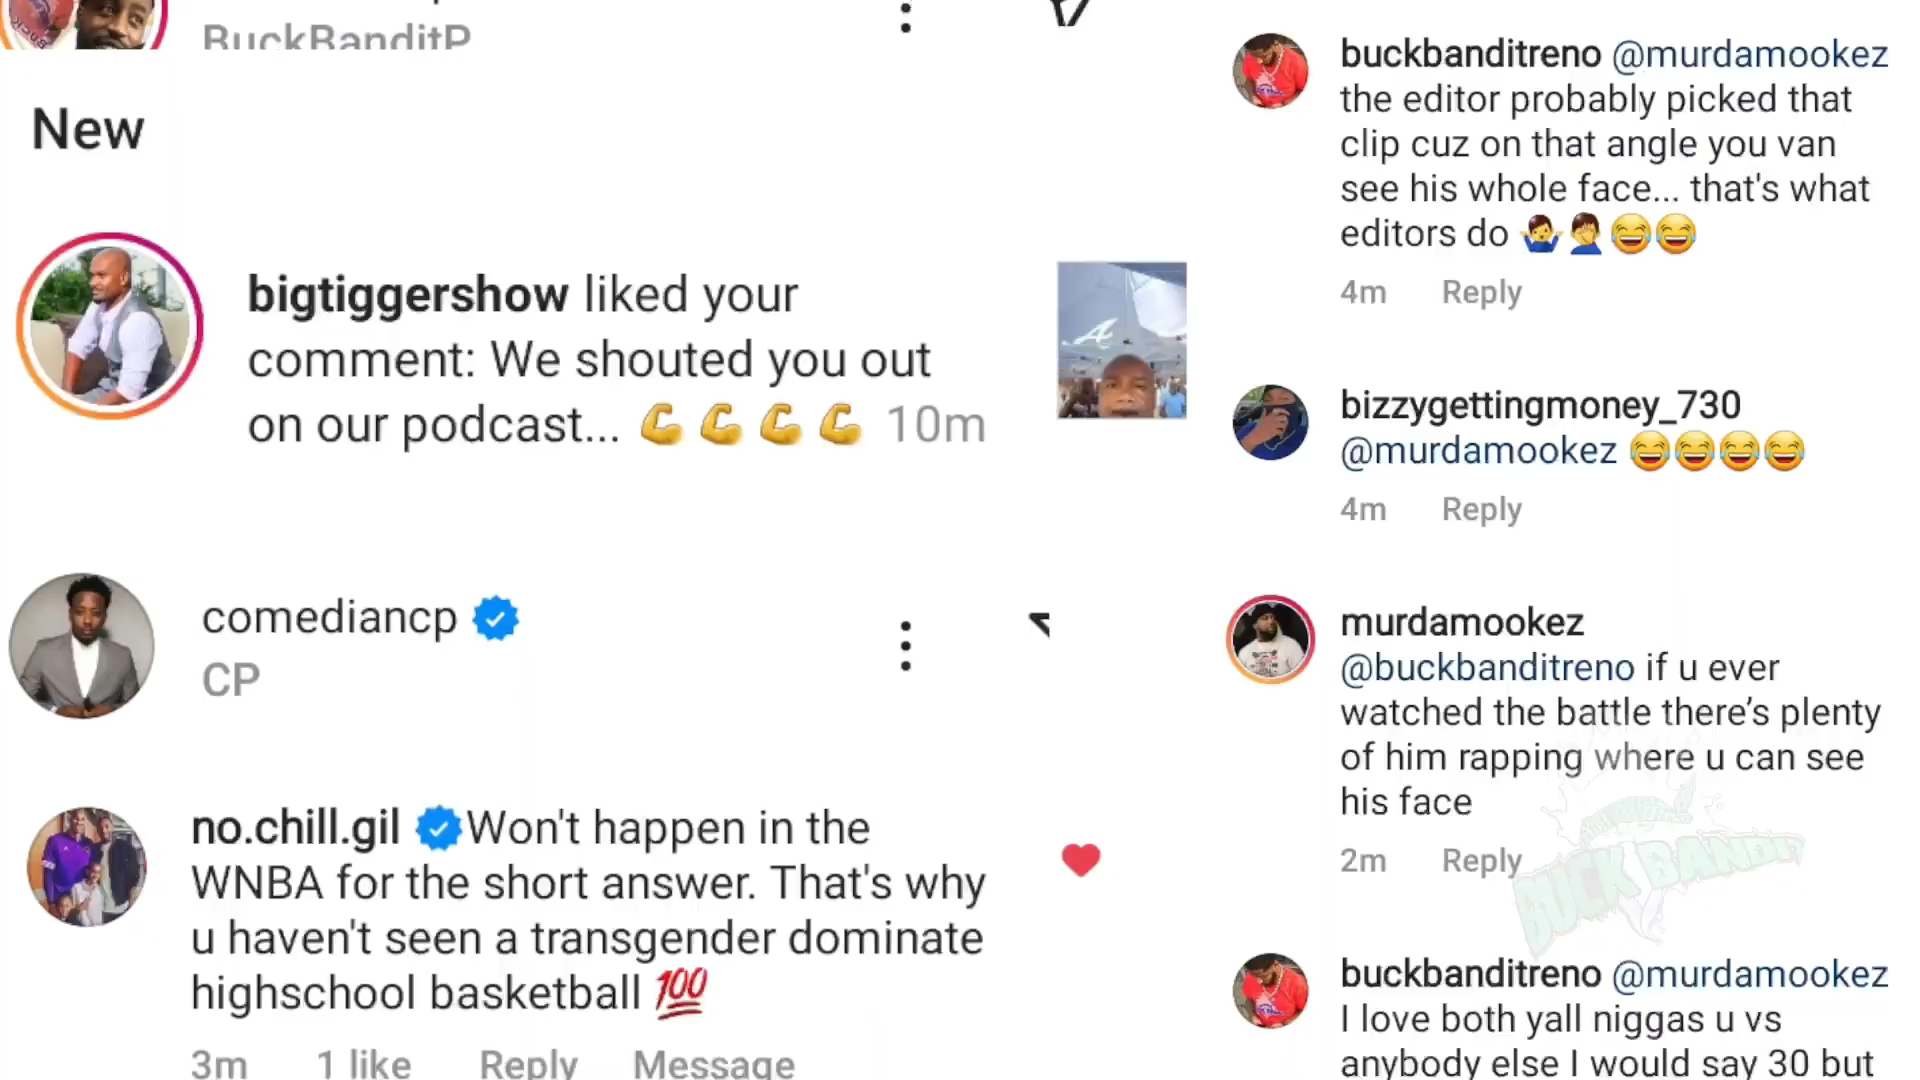 BuckBanditP
New
bigtiggershow liked your
comment: We shouted you out
on our podcast... 💪💪💪💪 10m
comediancp
CP
no.chill.gil Won't happen in the
WNBA for the short answer. That's why
u haven't seen a transgender dominate
highschool basketball 💯
3m 1 like Reply Message
buckbanditreno @murdamookez
the editor probably picked that
clip cuz on that angle you van
see his whole face... that's what
editors do 🤷‍♂️🤦‍♂️😂😂
4m Reply
bizzygettingmoney_730
@murdamookez 😂😂😂😂
4m Reply
murdamookez
@buckbanditreno if u ever
watched the battle there’s plenty
of him rapping where u can see
his face
2m Reply
BUCK BANDIT
buckbanditreno @murdamookez
I love both yall niggas u vs
anybody else I would say 30 but